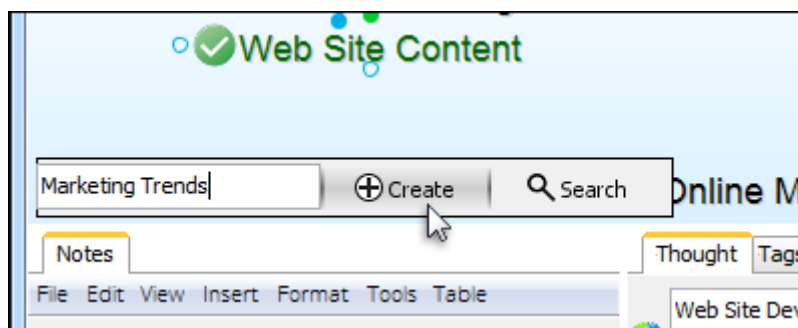 Web Site Content
Marketing Trends
Create
Search
Online M
Notes
Thought
Tags
File Edit View Insert Format Tools Table
Web Site Dev